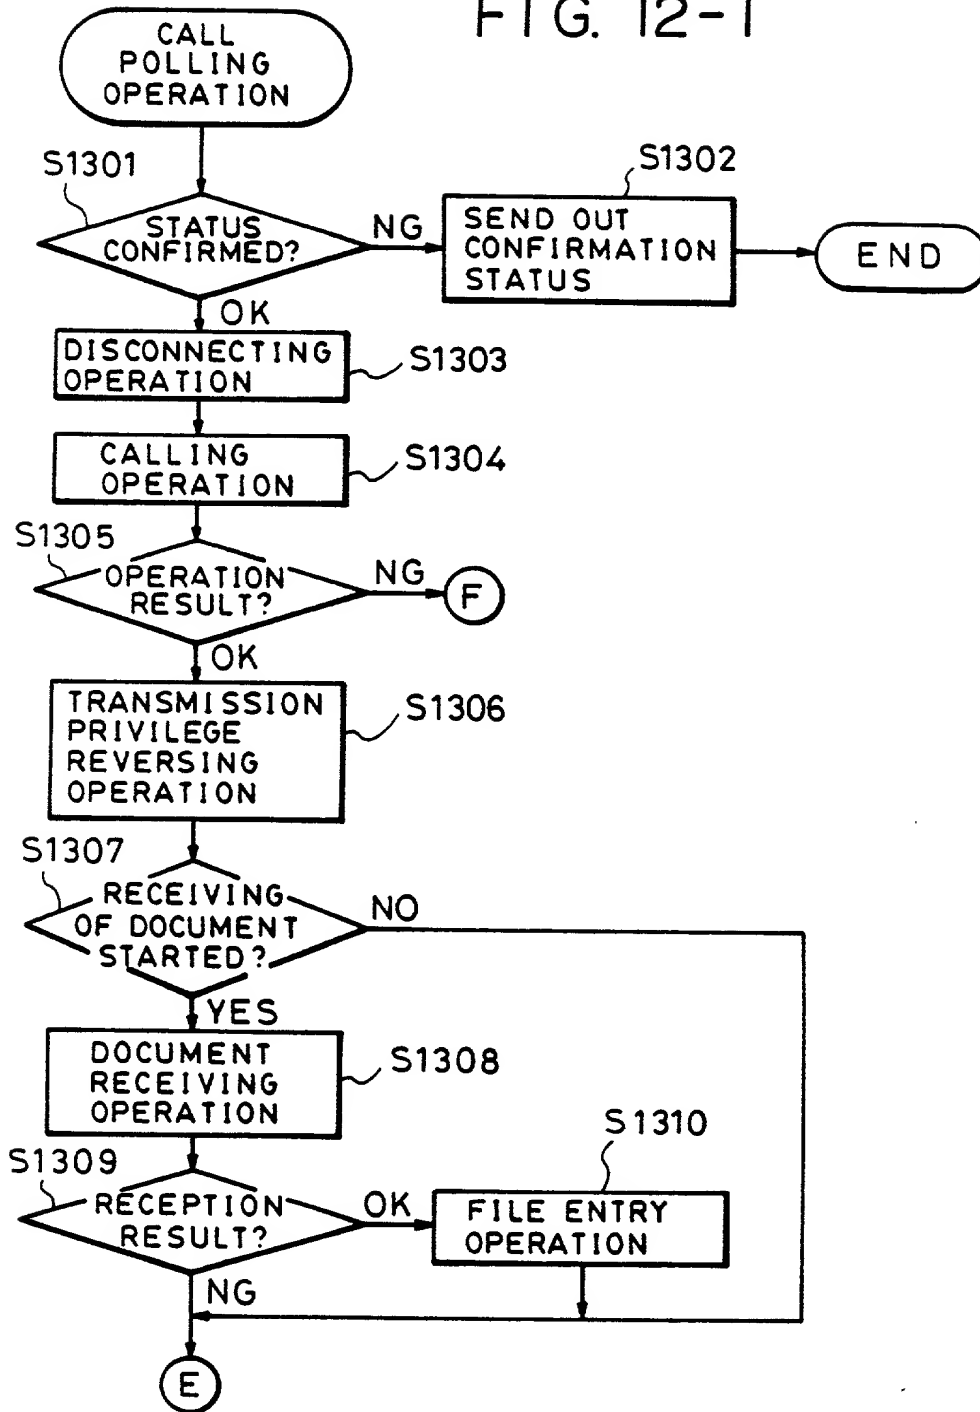 FIG. 12-1
CALL
POLLING
OPERATION
S1301
STATUS
CONFIRMED?
NG
S1302
SEND OUT
CONFIRMATION
STATUS
END
OK
DISCONNECTING
OPERATION
S1303
CALLING
OPERATION
S1304
S1305
OPERATION
RESULT?
NG
F
OK
TRANSMISSION
PRIVILEGE
REVERSING
OPERATION
S1306
S1307
RECEIVING
OF DOCUMENT
STARTED?
NO
YES
DOCUMENT
RECEIVING
OPERATION
S1308
S1309
RECEPTION
RESULT?
OK
S1310
FILE ENTRY
OPERATION
NG
E